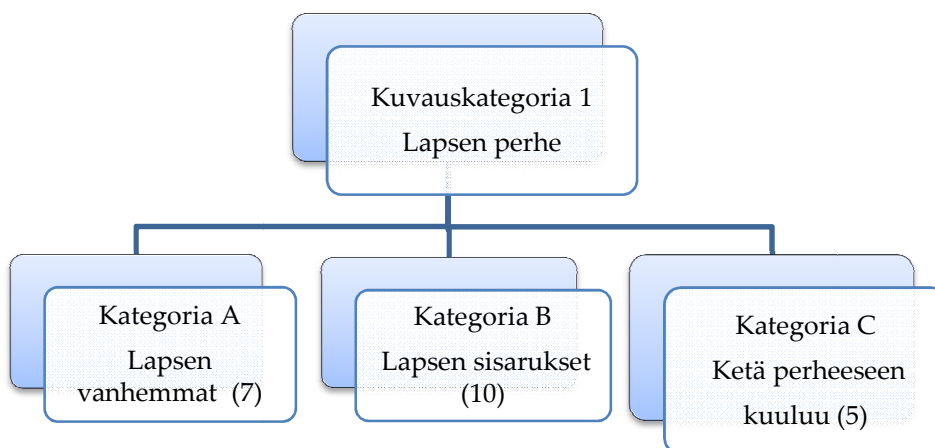 Kuvauskategoria 1
Lapsen perhe
Kategoria A
Lapsen
vanhemmat (7)
Kategoria B
Lapsen sisarukset
(10)
Kategoria C
Ketä perheeseen
kuuluu (5)